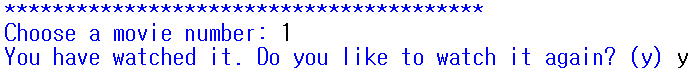 ****************************************
Choose a movie number: 1
You have watched it. Do you like to watch it again? (y) y